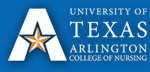 UNIVERSITY OF
TEXAS
ARLINGTON
COLLEGE OF NURSING